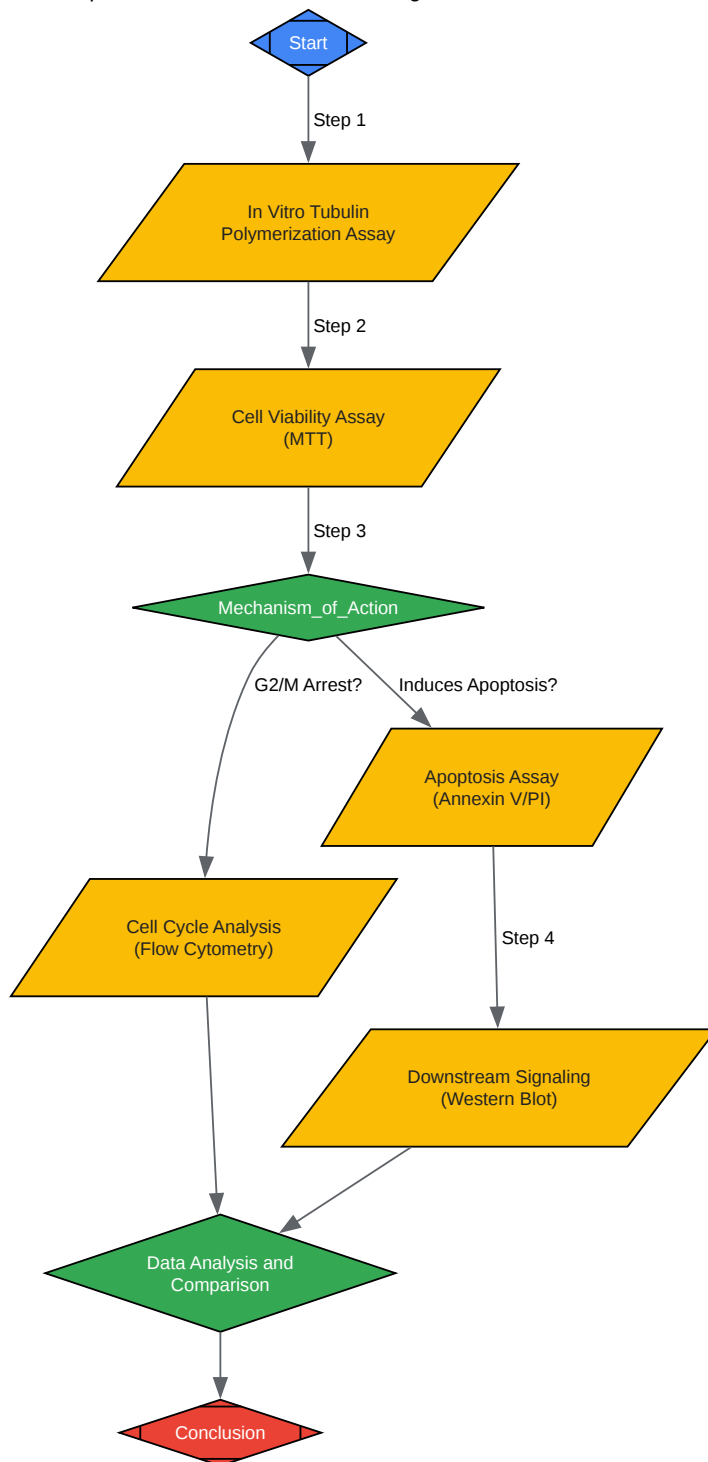 Start
Step 1
In Vitro Tubulin
Polymerization Assay
Step 2
Cell Viability Assay
(MTT)
Step 3
Mechanism_of_Action
G2/M Arrest?
Induces Apoptosis?
Apoptosis Assay
(Annexin V/PI)
Cell Cycle Analysis
(Flow Cytometry)
Step 4
Downstream Signaling
(Western Blot)
Data Analysis and
Comparison
Conclusion